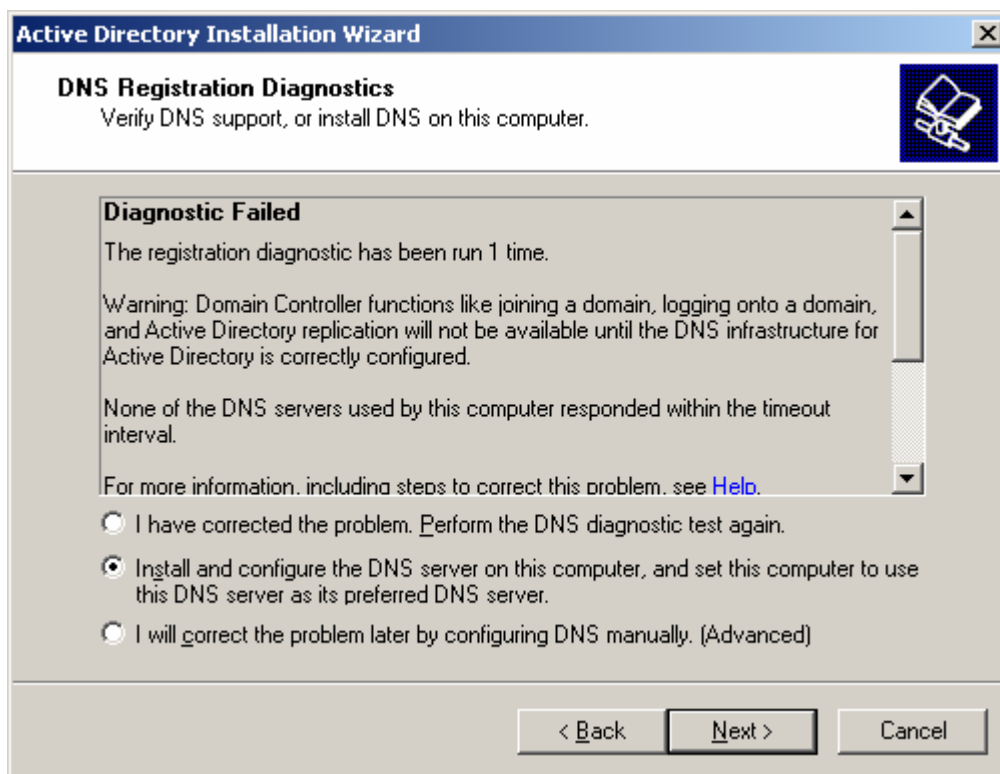 Active Directory Installation Wizard
DNS Registration Diagnostics
Verify DNS support, or install DNS on this computer.
Diagnostic Failed
The registration diagnostic has been run 1 time.
Warning: Domain Controller functions like joining a domain, logging onto a domain,
and Active Directory replication will not be available until the DNS infrastructure for
Active Directory is correctly configured.
None of the DNS servers used by this computer responded within the timeout
interval.
For more information, including steps to correct this problem, see Help.
I have corrected the problem. Perform the DNS diagnostic test again.
Install and configure the DNS server on this computer, and set this computer to use
this DNS server as its preferred DNS server.
I will correct the problem later by configuring DNS manually. (Advanced)
< Back Next > Cancel